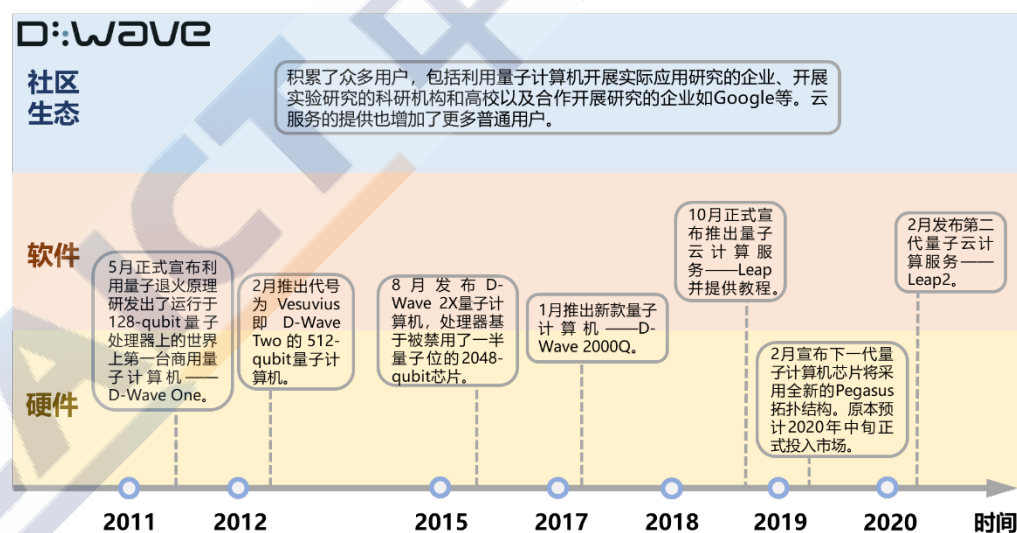 D:Wave
社区
生态
积累了众多用户，包括利用量子计算机开展实际应用研究的企业、开展
实验研究的科研机构和高校以及合作开展研究的企业如Google等。云
服务的提供也增加了更多普通用户。
软件
硬件
5月正式宣布利
用量子退火原理
研发出了运行于
128-qubit量子
处理器上的世界
上第一台商用量
子计算机——
D-Wave One。
2月推出代号
为 Vesuvius
即 D-Wave
Two 的 512-
qubit量子计
算机。
8月发布D-
Wave 2X量子计
算机，处理器基
于被禁用了一半
量子位的2048-
qubit芯片。
1月推出新款量子
计算机——D-
Wave 2000Q。
10月正式宣
布推出量子
云计算服
务——Leap
并提供教程。
2月宣布下一代量
子计算机芯片将采
用全新的Pegasus
拓扑结构。原本预
计2020年中旬正
式投入市场。
2月发布第二
代量子云计
算服务——
Leap2。
2011
2012
2015
2017
2018
2019
2020
时间